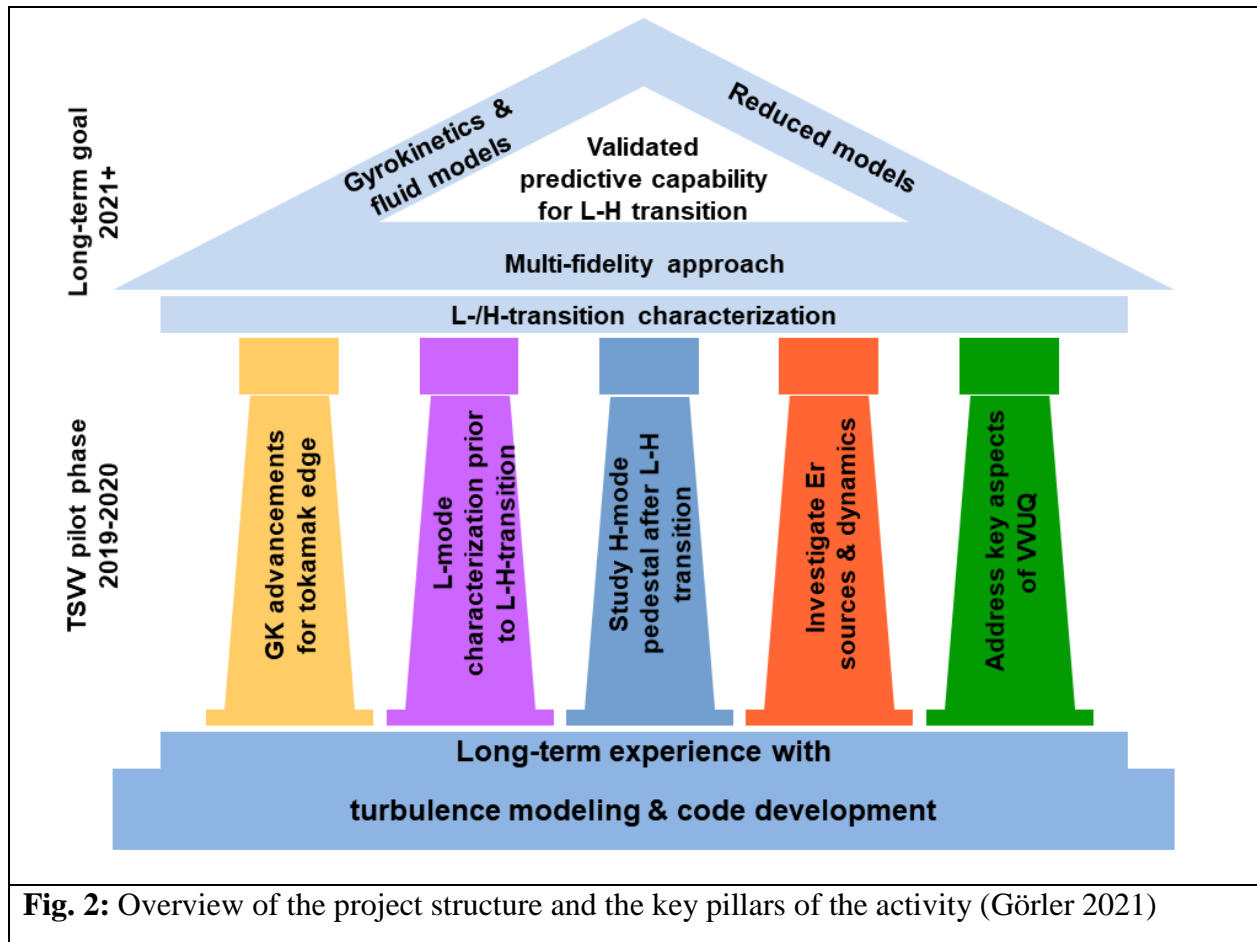 Long-term goal
2021+
Gyrokinetics &
fluid models
Reduced models
Validated
predictive capability
for L-H transition
Multi-fidelity approach
L-/H-transition characterization
TSVV pilot phase
2019-2020
GK advancements
for tokamak edge
L-mode
characterization prior
to L-H-transition
Study H-mode
pedestal after L-H
transition
Investigate Er
sources & dynamics
Address key aspects
of VVUQ
Long-term experience with
turbulence modeling & code development
Fig. 2: Overview of the project structure and the key pillars of the activity (Görler 2021)